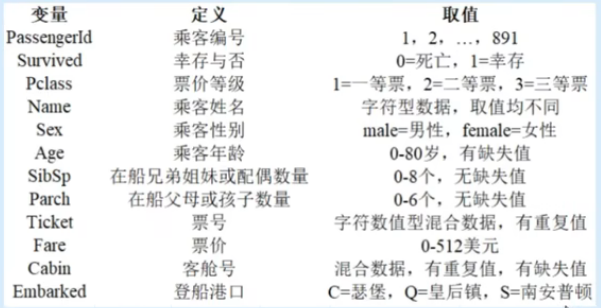 变量 定义 取值
PassengerId 乘客编号 1，2，…，891
Survived 幸存与否 0=死亡，1=幸存
Pclass 票价等级 1=一等票，2=二等票，3=三等票
Name 乘客姓名 字符型数据，取值均不同
Sex 乘客性别 male=男性，female=女性
Age 乘客年龄 0-80岁，有缺失值
SibSp 在船兄弟姐妹或配偶数量 0-8个，无缺失值
Parch 在船父母或孩子数量 0-6个，无缺失值
Ticket 票号 字符数值型混合数据，有重复值
Fare 票价 0-512美元
Cabin 客舱号 混合数据，有重复值，有缺失值
Embarked 登船港口 C=瑟堡，Q=皇后镇，S=南安普顿